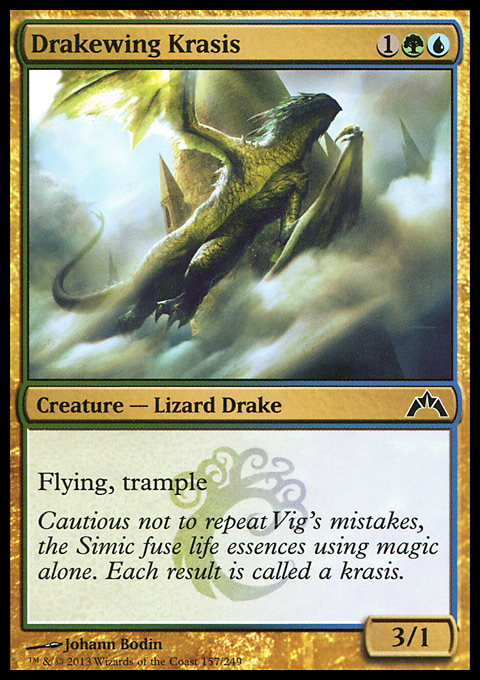 Drakewing Krasis 1
Creature — Lizard Drake
Flying, trample
Cautious not to repeat Vig's mistakes,
the Simic fuse life essences using magic
alone. Each result is called a krasis.
3/1
Johann Bodin
™ & © 2013 Wizards of the Coast 157/249